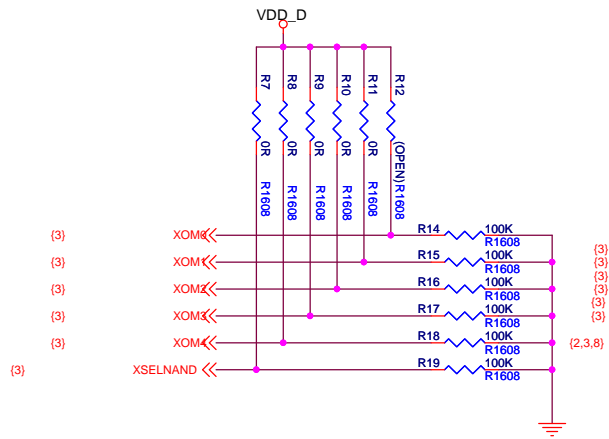 VDD_D
R7 0R R1608
R8 0R R1608
R9 0R R1608
R10 0R R1608
R11 0R R1608
R12 (OPEN) R1608
{3} XOM0 R14 100K R1608
{3} XOM1 R15 100K R1608 {3}
{3} XOM2 R16 100K R1608 {3}
{3} XOM3 R17 100K R1608 {3}
{3} XOM4 R18 100K R1608 {3}
{3} XSELNAND R19 100K R1608 {3}
{2,3,8}